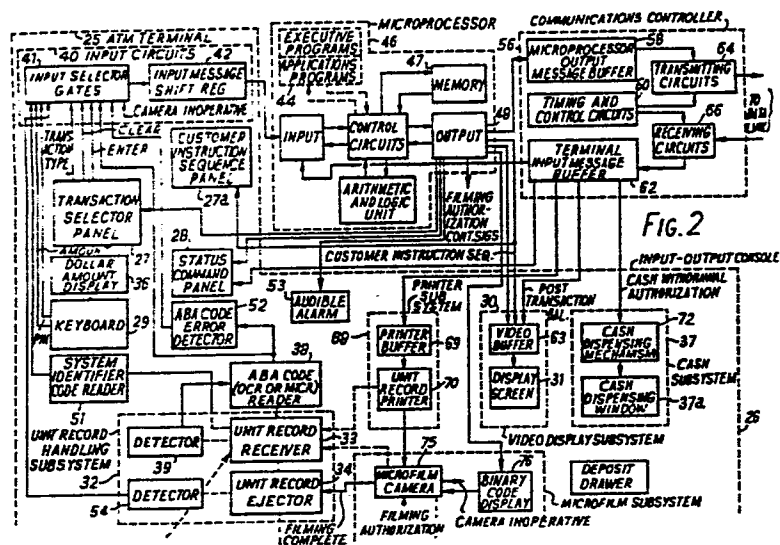 25 ATM TERMINAL
40 INPUT CIRCUITS
41
INPUT SELECTOR
GATES
42
INPUT MESSAGE
SHIFT REG
CAMERA INOPERATIVE
MICROPROCESSOR
EXECUTIVE
PROGRAMS
APPLICATIONS
PROGRAMS
44
46
47
MEMORY
INPUT
CONTROL
CIRCUITS
OUTPUT
49
ARITHMETIC
AND LOGIC
UNIT
FILMING
AUTHOR-
IZATION
CONT. SIGS
COMMUNICATIONS CONTROLLER
56
58
MICROPROCESSOR
OUTPUT
MESSAGE BUFFER
64
TRANSMITTING
CIRCUITS
TIMING AND
CONTROL CIRCUITS
60
66
RECEIVING
CIRCUITS
TO
TERMINAL
INPUT MESSAGE
BUFFER
62
FIG. 2
TRANS-
ACTION
TYPE
CLEAR
ENTER
CUSTOMER
INSTRUCTION
SEQUENCE
PANEL
27a
TRANSACTION
SELECTOR
PANEL
27
AMOUNT
DOLLAR
AMOUNT
DISPLAY
36
28
STATUS
COMMAND
PANEL
PIN
KEYBOARD
29
ABA CODE
ERROR
DETECTOR
52
53
AUDIBLE
ALARM
CUSTOMER INSTRUCTION SEQ.
INPUT-OUTPUT CONSOLE
CASH WITHDRAWAL
AUTHORIZATION
SYSTEM
IDENTIFIER
CODE READER
51
38
ABA CODE
(OCR OR MICR)
READER
PRINTER
SUB
SYSTEM
PRINTER
BUFFER
69
UNIT
RECORD
PRINTER
70
30
POST
TRANSACTION
BAL.
VIDEO
BUFFER
63
DISPLAY
SCREEN
31
VIDEO DISPLAY SUBSYSTEM
72
CASH
DISPENSING
MECHANISM
37
CASH
SUBSYSTEM
CASH
DISPENSING
WINDOW
37a
26
UNIT RECORD
HANDLING
SUBSYSTEM
32
DETECTOR
39
UNIT RECORD
RECEIVER
33
DETECTOR
54
UNIT RECORD
EJECTOR
34
FILMING
COMPLETE
75
MICROFILM
CAMERA
FILMING
AUTHORIZATION
76
BINARY
CODE
DISPLAY
CAMERA INOPERATIVE
DEPOSIT
DRAWER
MICROFILM SUBSYSTEM